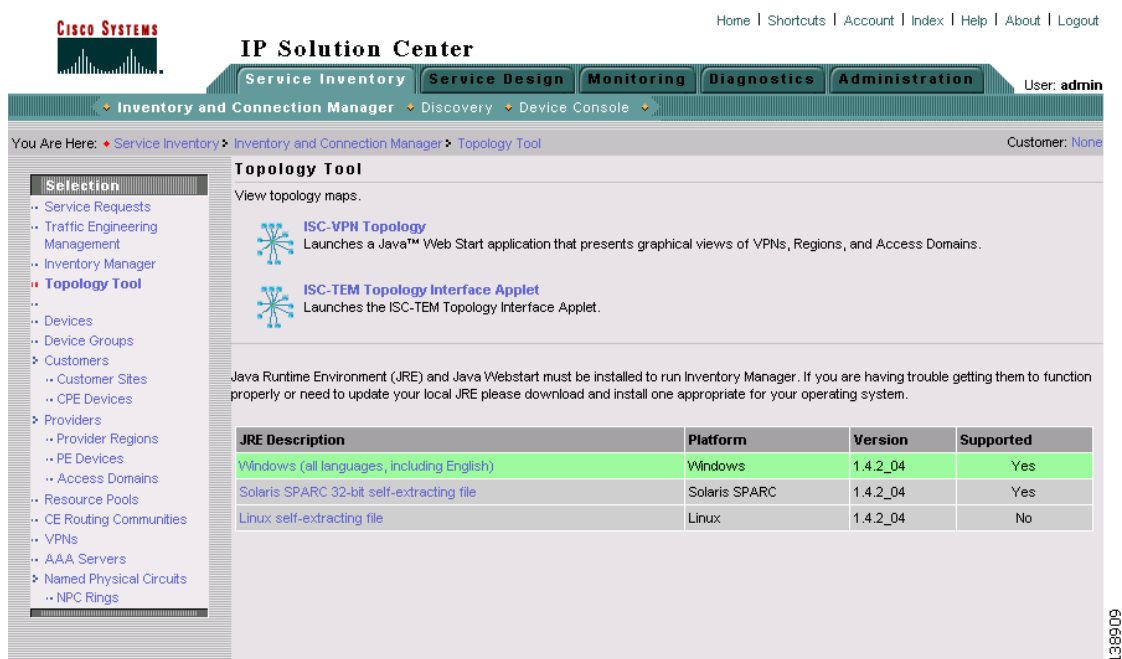 Home | Shortcuts | Account | Index | Help | About | Logout
CISCO SYSTEMS
IP Solution Center
Service Inventory Service Design Monitoring Diagnostics Administration
User: admin
Inventory and Connection Manager Discovery Device Console
You Are Here: Service Inventory Inventory and Connection Manager Topology Tool
Customer: None
Selection
Service Requests
Traffic Engineering
Management
Inventory Manager
Topology Tool
Devices
Device Groups
Customers
Customer Sites
CPE Devices
Providers
Provider Regions
PE Devices
Access Domains
Resource Pools
CE Routing Communities
VPNs
AAA Servers
Named Physical Circuits
NPC Rings
Topology Tool
View topology maps.
ISC-VPN Topology
Launches a Java™ Web Start application that presents graphical views of VPNs, Regions, and Access Domains.
ISC-TEM Topology Interface Applet
Launches the ISC-TEM Topology Interface Applet.
Java Runtime Environment (JRE) and Java Webstart must be installed to run Inventory Manager. If you are having trouble getting them to function
properly or need to update your local JRE please download and install one appropriate for your operating system.
JRE Description Platform Version Supported
Windows (all languages, including English) Windows 1.4.2_04 Yes
Solaris SPARC 32-bit self-extracting file Solaris SPARC 1.4.2_04 Yes
Linux self-extracting file Linux 1.4.2_04 No
138909